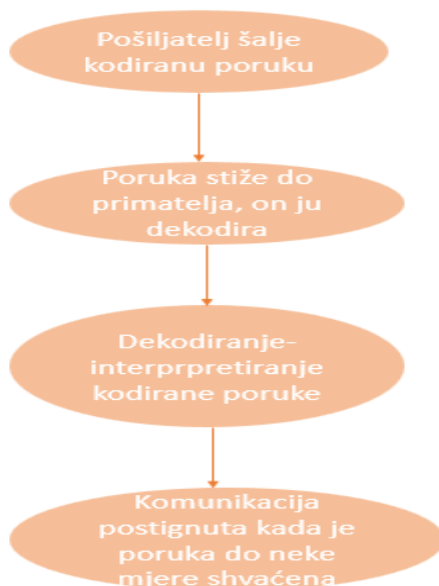 Pošiljatelj šalje
kodiranu poruku
Poruka stiže do
primatelja, on ju
dekodira
Dekodiranje-
interprpretiranje
kodirane poruke
Komunikacija
postignuta kada je
poruka do neke
mjere shvaćena